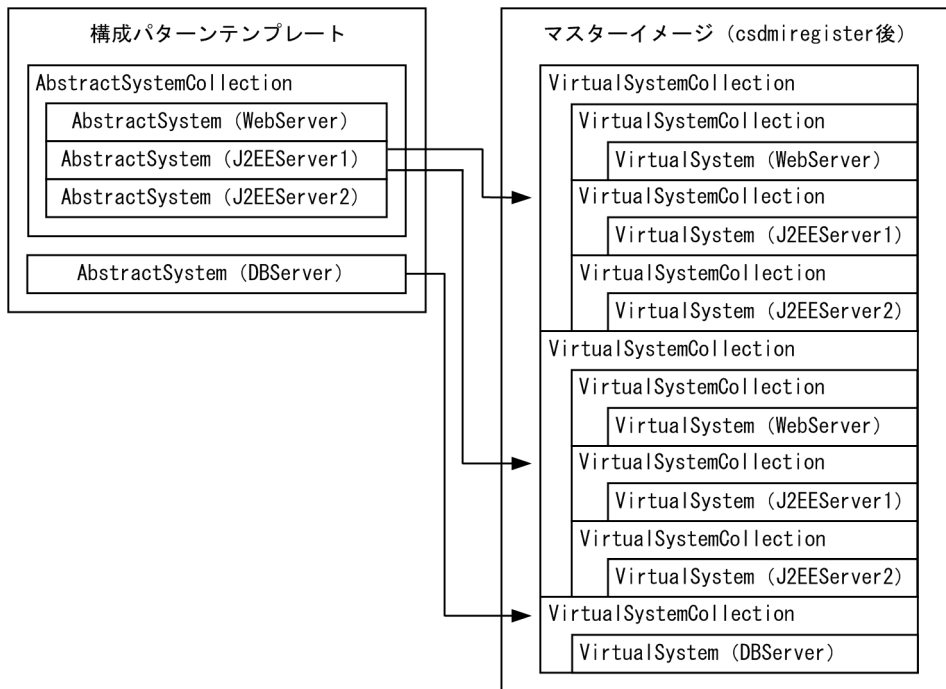 構成パターンテンプレート
AbstractSystemCollection
AbstractSystem (WebServer)
AbstractSystem (J2EEServer1)
AbstractSystem (J2EEServer2)
AbstractSystem (DBServer)
マスターイメージ (csdmiregister後)
VirtualSystemCollection
VirtualSystemCollection
VirtualSystem (WebServer)
VirtualSystemCollection
VirtualSystem (J2EEServer1)
VirtualSystemCollection
VirtualSystem (J2EEServer2)
VirtualSystemCollection
VirtualSystemCollection
VirtualSystem (WebServer)
VirtualSystemCollection
VirtualSystem (J2EEServer1)
VirtualSystemCollection
VirtualSystem (J2EEServer2)
VirtualSystemCollection
VirtualSystem (DBServer)